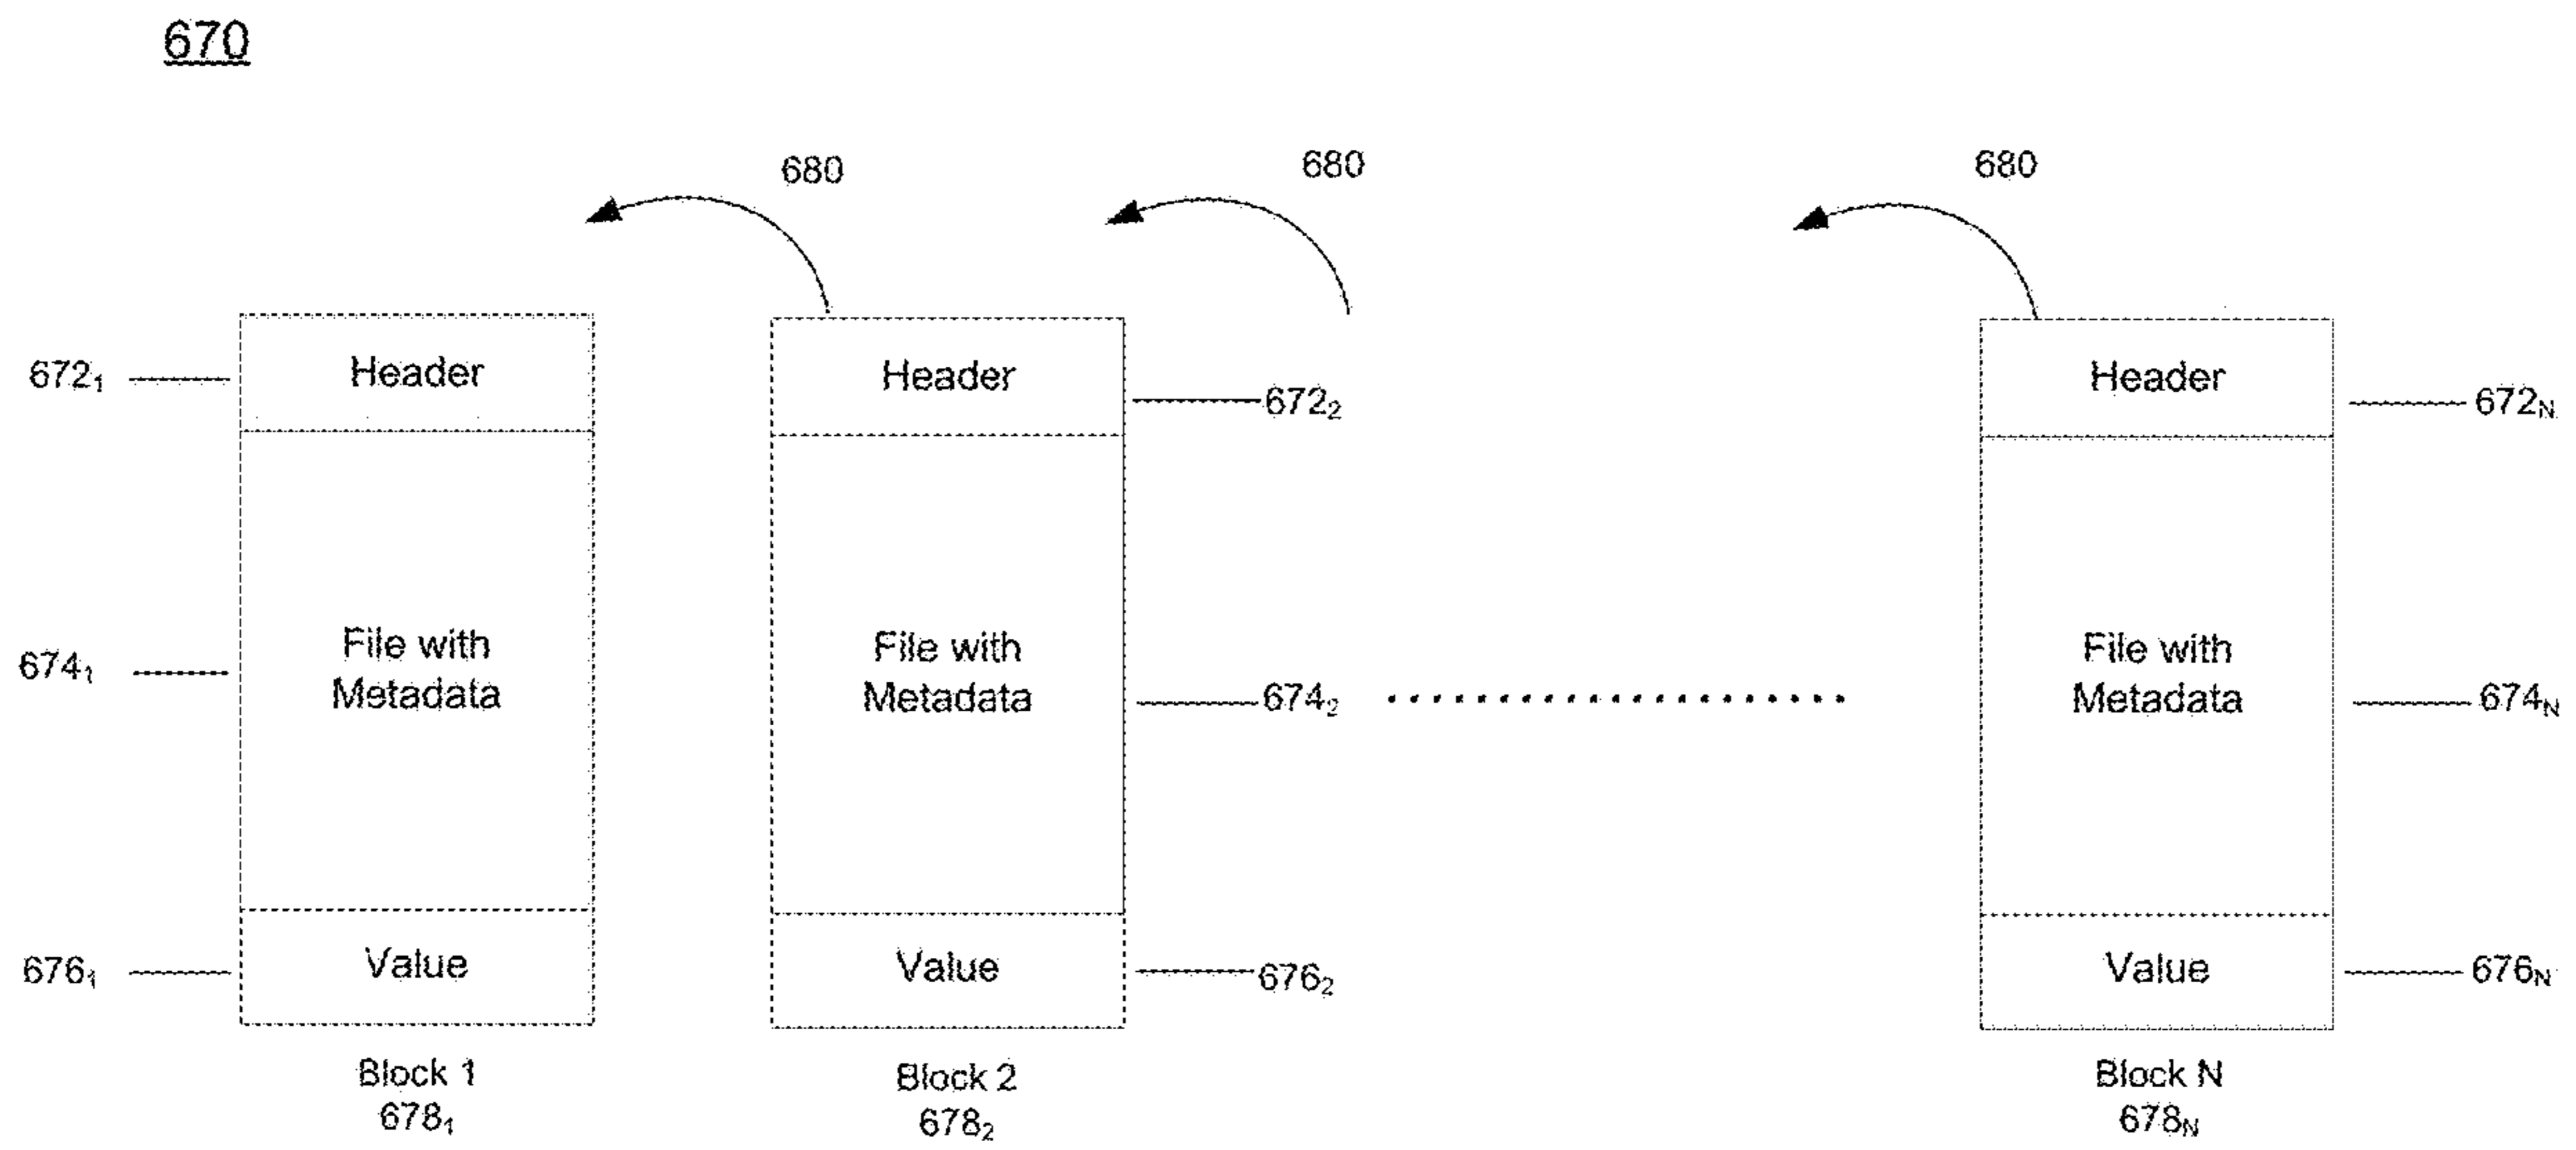 670
680
680
680
Header
Header
Header
672₁
672₂
672N
File with
Metadata
File with
Metadata
File with
Metadata
674₁
674₂
674N
Value
Value
Value
676₁
676₂
676N
Block 1
678₁
Block 2
678₂
Block N
678N